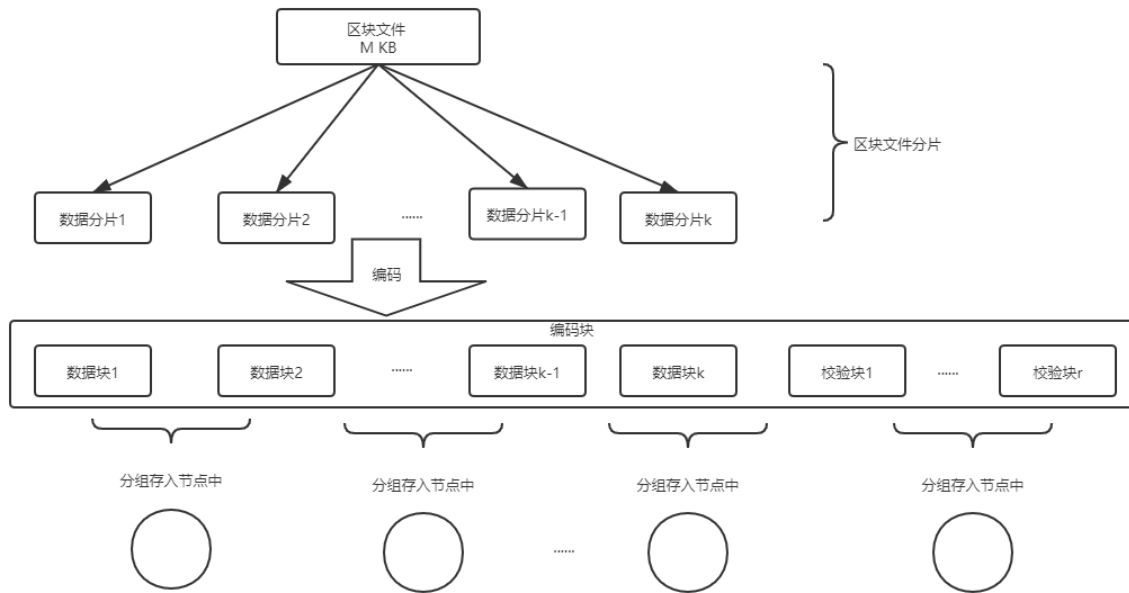 区块文件
M KB
区块文件分片
数据分片1
数据分片2
......
数据分片k-1
数据分片k
编码
编码块
数据块1
数据块2
......
数据块k-1
数据块k
校验块1
......
校验块r
分组存入节点中
分组存入节点中
分组存入节点中
分组存入节点中
......